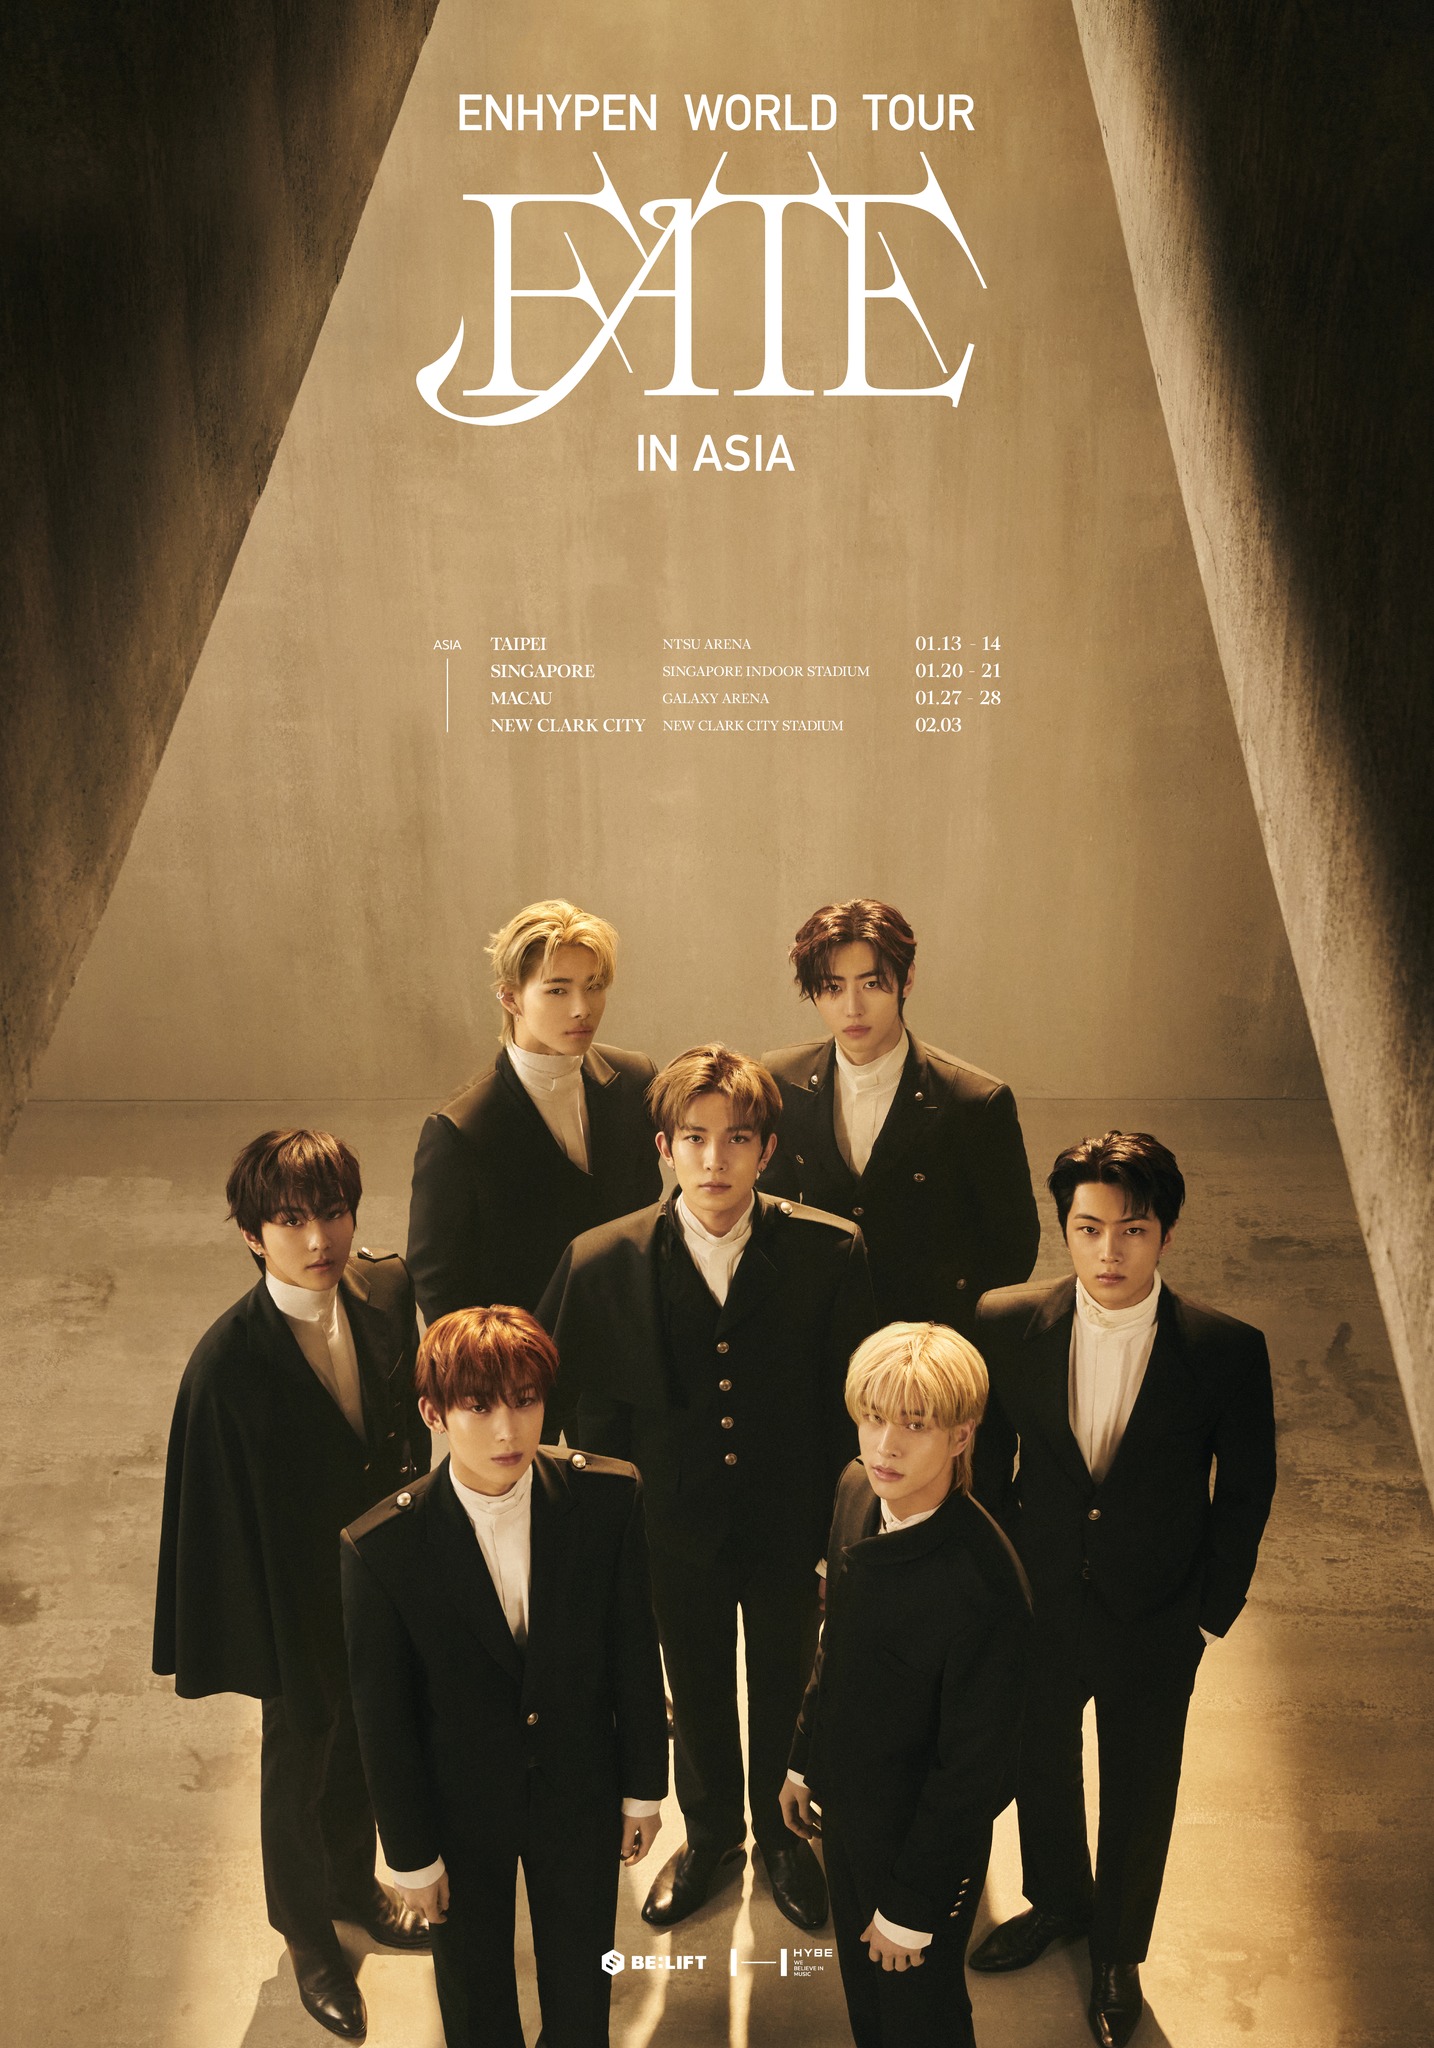 ENHYPEN WORLD TOUR
FATE
IN ASIA
ASIA
TAIPEI NTSU ARENA 01.13 - 14
SINGAPORE SINGAPORE INDOOR STADIUM 01.20 - 21
MACAU GALAXY ARENA 01.27 - 28
NEW CLARK CITY NEW CLARK CITY STADIUM 02.03
BE:LIFT
HYBE
WE
BELIEVE IN
MUSIC